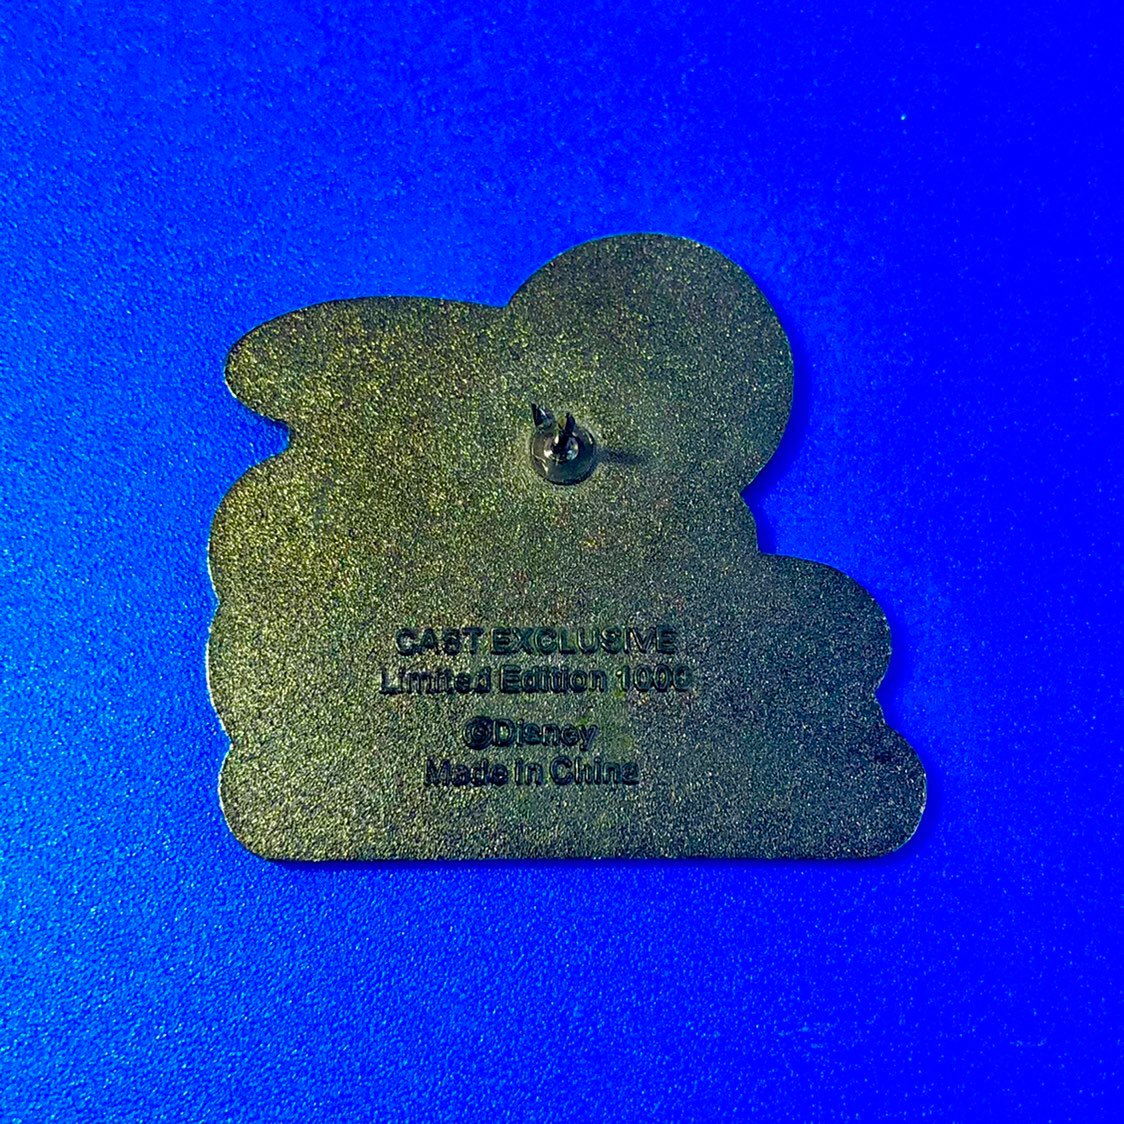 CAST EXCLUSIVE
Limited Edition 1000
©Disney
Made in China